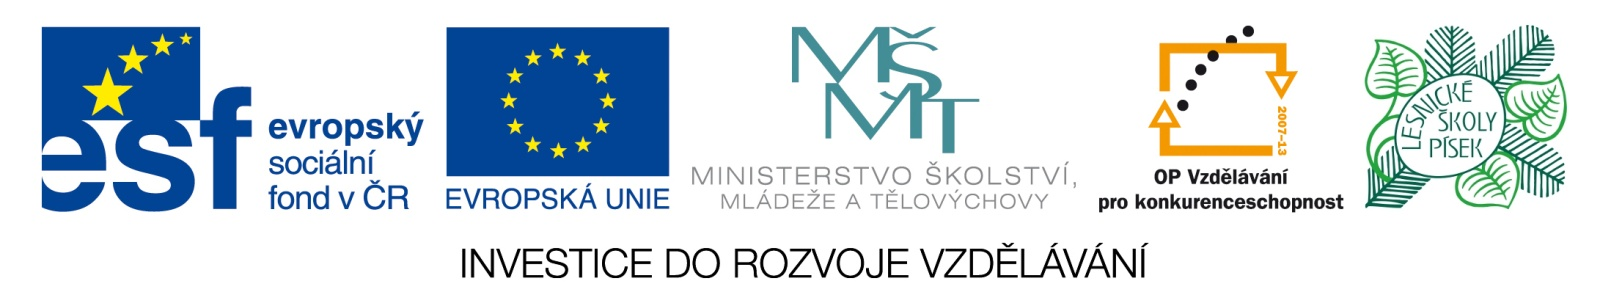 esf
evropský
sociální
fond v ČR
EVROPSKÁ UNIE
MŠ
MT
MINISTERSTVO ŠKOLSTVÍ,
MLÁDEŽE A TĚLOVÝCHOVY
2007-13
OP Vzdělávání
pro konkurenceschopnost
LESNICKÉ
ŠKOLY
PÍSEK
INVESTICE DO ROZVOJE VZDĚLÁVÁNÍ